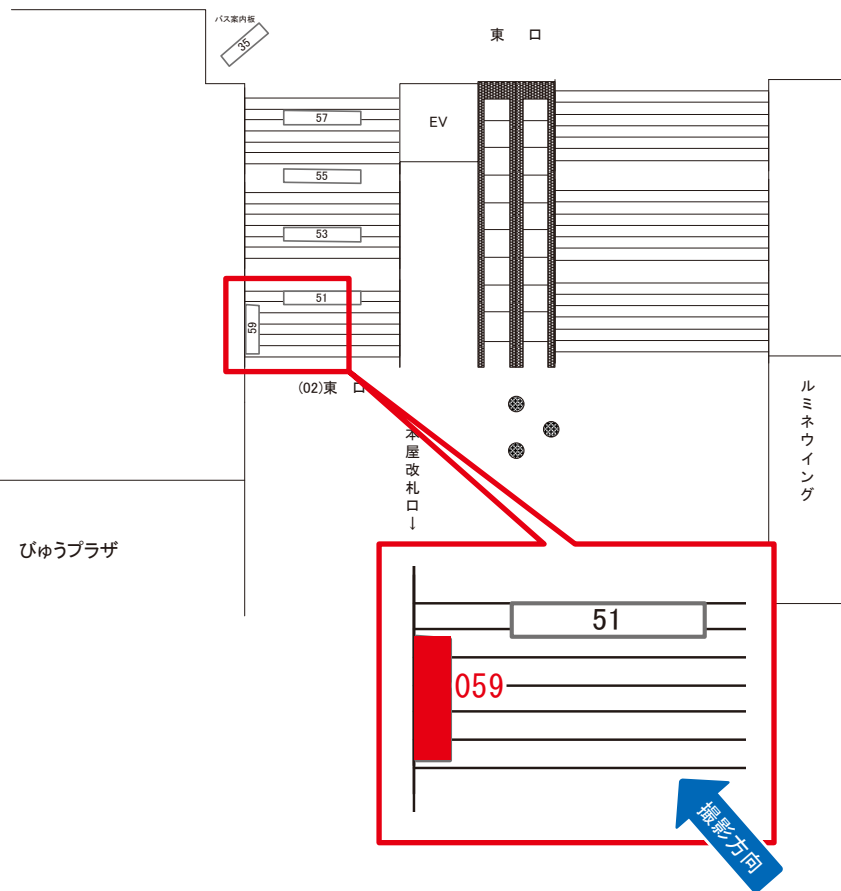 バス案内板
35
東 口
57
EV
55
53
51
59
(02)東 口
本屋改札口↓
ルミネウイング
びゅうプラザ
51
059
撮影方向